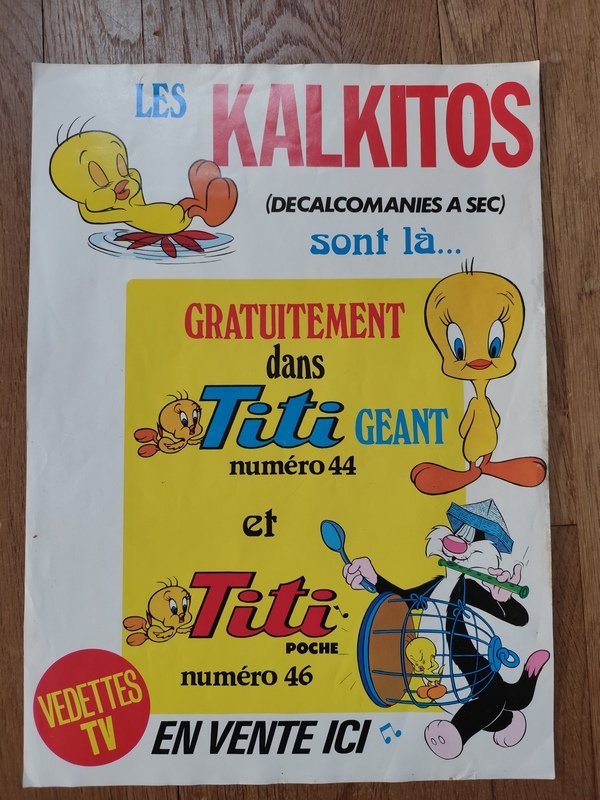 LES KALKITOS
(DECALCOMANIES A SEC)
sont là...
GRATUITEMENT
dans
Titi GEANT
numéro 44
et
Titi
POCHE
numéro 46
VEDETTES
TV
EN VENTE ICI